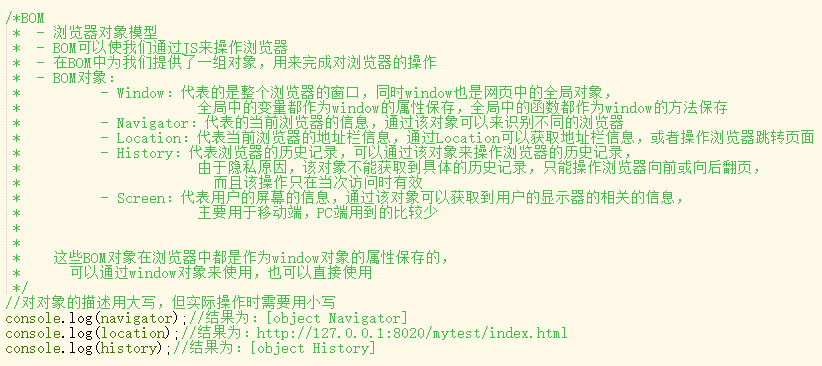 /*BOM
* - 浏览器对象模型
* - BOM可以使我们通过JS来操作浏览器
* - 在BOM中为我们提供了一组对象，用来完成对浏览器的操作
* - BOM对象：
* - Window：代表的是整个浏览器的窗口，同时window也是网页中的全局对象，
* 全局中的变量都作为window的属性保存，全局中的函数都作为window的方法保存
* - Navigator：代表的当前浏览器的信息，通过该对象可以来识别不同的浏览器
* - Location：代表当前浏览器的地址栏信息，通过Location可以获取地址栏信息，或者操作浏览器跳转页面
* - History：代表浏览器的历史记录，可以通过该对象来操作浏览器的历史记录，
* 由于隐私原因，该对象不能获取到具体的历史记录，只能操作浏览器向前或向后翻页，
* 而且该操作只在当次访问时有效
* - Screen：代表用户的屏幕的信息，通过该对象可以获取到用户的显示器的相关的信息，
* 主要用于移动端，PC端用到的比较少
*
*
* 这些BOM对象在浏览器中都是作为window对象的属性保存的，
* 可以通过window对象来使用，也可以直接使用
*/
//对对象的描述用大写，但实际操作时需要用小写
console.log(navigator);//结果为：[object Navigator]
console.log(location);//结果为：http://127.0.0.1:8020/mytest/index.html
console.log(history);//结果为：[object History]